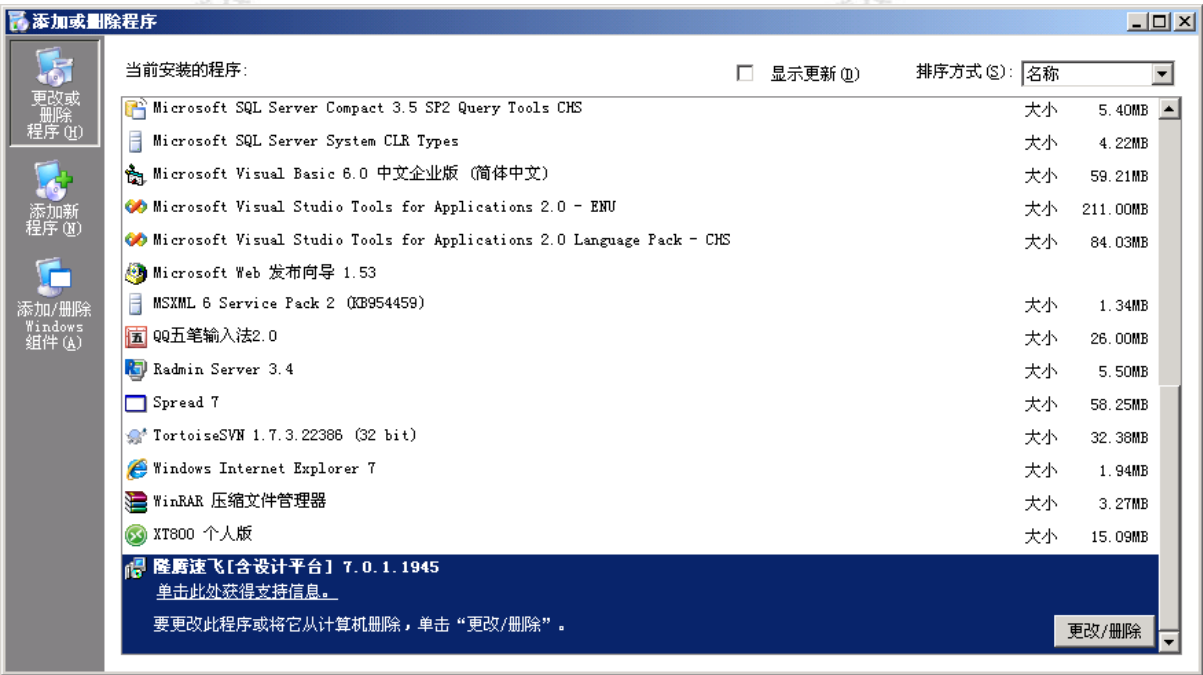 添加或删除程序
更改或
删除
程序(H)
添加新
程序(N)
添加/删除
Windows
组件(A)
当前安装的程序:
显示更新(D)
排序方式(S): 名称
Microsoft SQL Server Compact 3.5 SP2 Query Tools CHS 大小 5.40MB
Microsoft SQL Server System CLR Types 大小 4.22MB
Microsoft Visual Basic 6.0 中文企业版 (简体中文) 大小 59.21MB
Microsoft Visual Studio Tools for Applications 2.0 - ENU 大小 211.00MB
Microsoft Visual Studio Tools for Applications 2.0 Language Pack - CHS 大小 84.03MB
Microsoft Web 发布向导 1.53
MSXML 6 Service Pack 2 (KB954459) 大小 1.34MB
QQ五笔输入法2.0 大小 26.00MB
Radmin Server 3.4 大小 5.50MB
Spread 7 大小 58.25MB
TortoiseSVN 1.7.3.22386 (32 bit) 大小 32.38MB
Windows Internet Explorer 7 大小 1.94MB
WinRAR 压缩文件管理器 大小 3.27MB
XT800 个人版 大小 15.09MB
隆腾速飞[含设计平台] 7.0.1.1945
单击此处获得支持信息。
要更改此程序或将它从计算机删除,单击“更改/删除”。
更改/删除